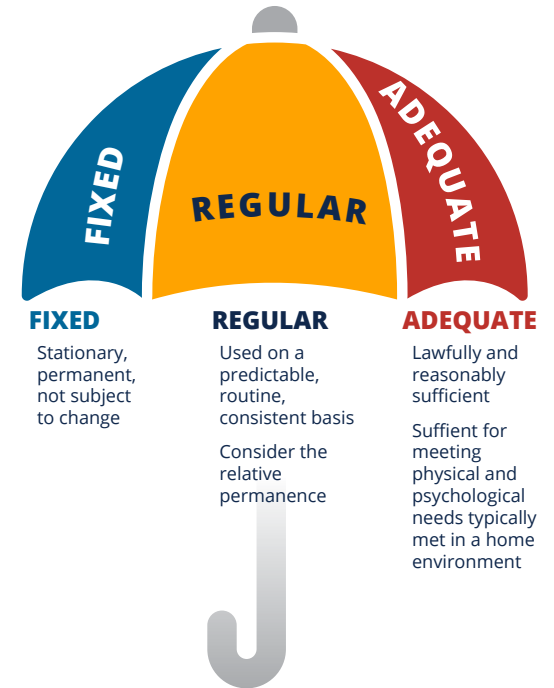 FIXED
REGULAR
ADEQUATE
FIXED
Stationary,
permanent,
not subject
to change
REGULAR
Used on a
predictable,
routine,
consistent basis
Consider the
relative
permanence
ADEQUATE
Lawfully and
reasonably
sufficient
Suffient for
meeting
physical and
psychological
needs typically
met in a home
environment